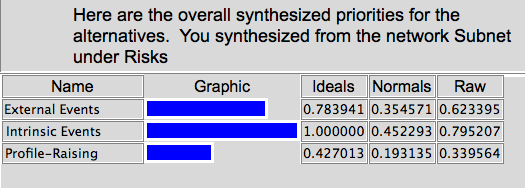 Here are the overall synthesized priorities for the
alternatives. You synthesized from the network Subnet
under Risks
Name Graphic Ideals Normals Raw
External Events 0.783941 0.354571 0.623395
Intrinsic Events 1.000000 0.452293 0.795207
Profile-Raising 0.427013 0.193135 0.339564